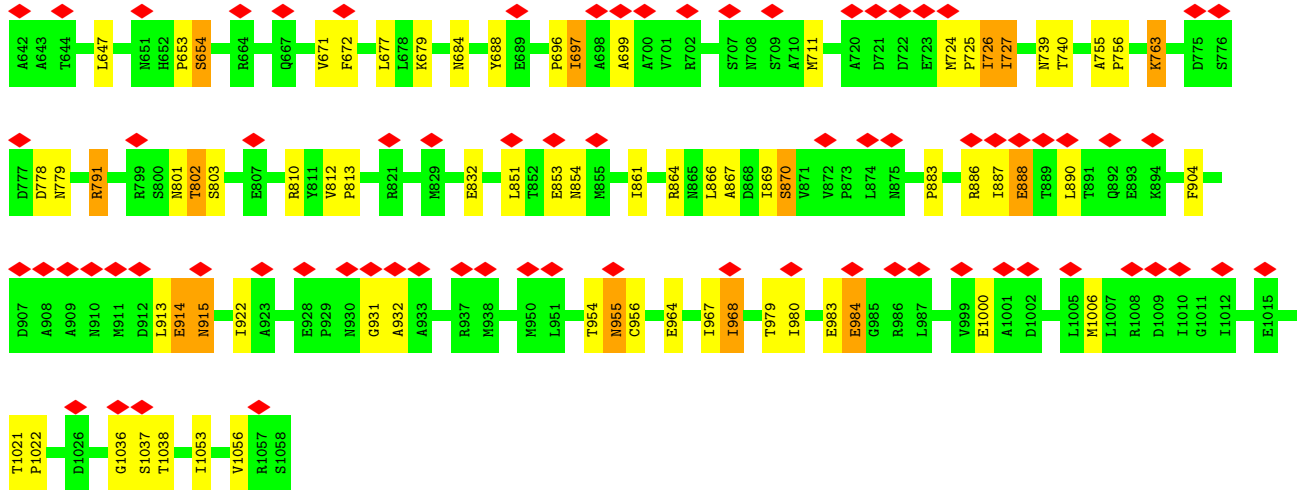 A642 A643 T644 L647 N651 H652 P653 S654 R664 Q667 V671 F672 L677 L678 K679 N684 Y688 E689 P696 I697 A698 A699 A700 V701 R702 S707 N708 S709 A710 M711 A720 D721 D722 E723 M724 P725 I726 I727 N739 T740 A755 P756 K763 D775 S776
D777 D778 N779 R791 R799 S800 N801 T802 S803 E807 R810 Y811 V812 P813 R821 M829 E832 L851 T852 E853 N854 M855 I861 R864 N865 L866 A867 D868 I869 S870 V871 V872 P873 L874 N875 P883 R886 I887 E888 T889 L890 T891 Q892 E893 K894 F904
D907 A908 A909 N910 M911 D912 L913 E914 N915 I922 A923 E928 P929 N930 G931 A932 A933 R937 M938 M950 L951 T954 N955 C956 E964 I967 I968 T979 I980 E983 E984 G985 R986 L987 V999 E1000 A1001 D1002 L1005 M1006 L1007 R1008 D1009 I1010 G1011 I1012 E1015
T1021 P1022 D1026 G1036 S1037 T1038 I1053 V1056 R1057 S1058